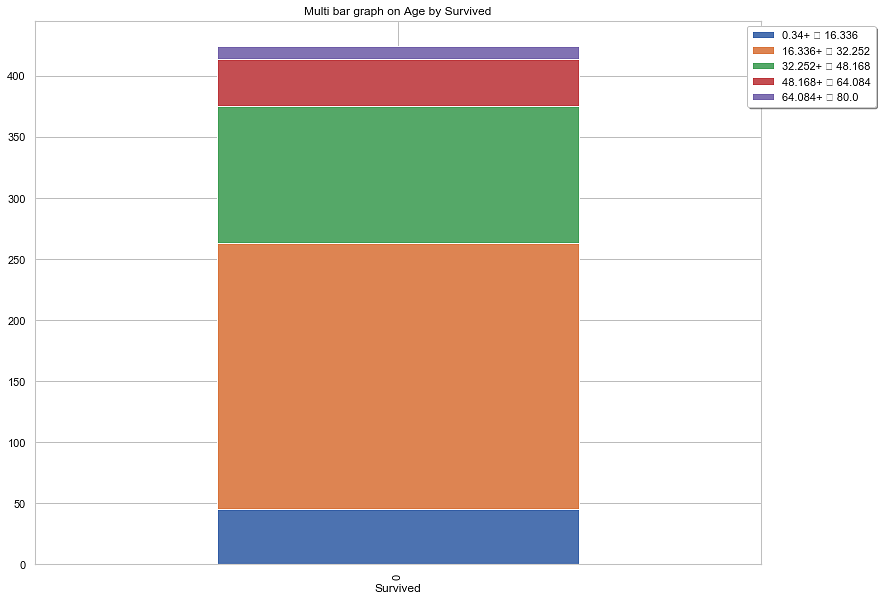 Multi bar graph on Age by Survived
0.34+ 􏰀 16.336
16.336+ 􏰀 32.252
32.252+ 􏰀 48.168
48.168+ 􏰀 64.084
64.084+ 􏰀 80.0
400
350
300
250
200
150
100
50
0
0
Survived